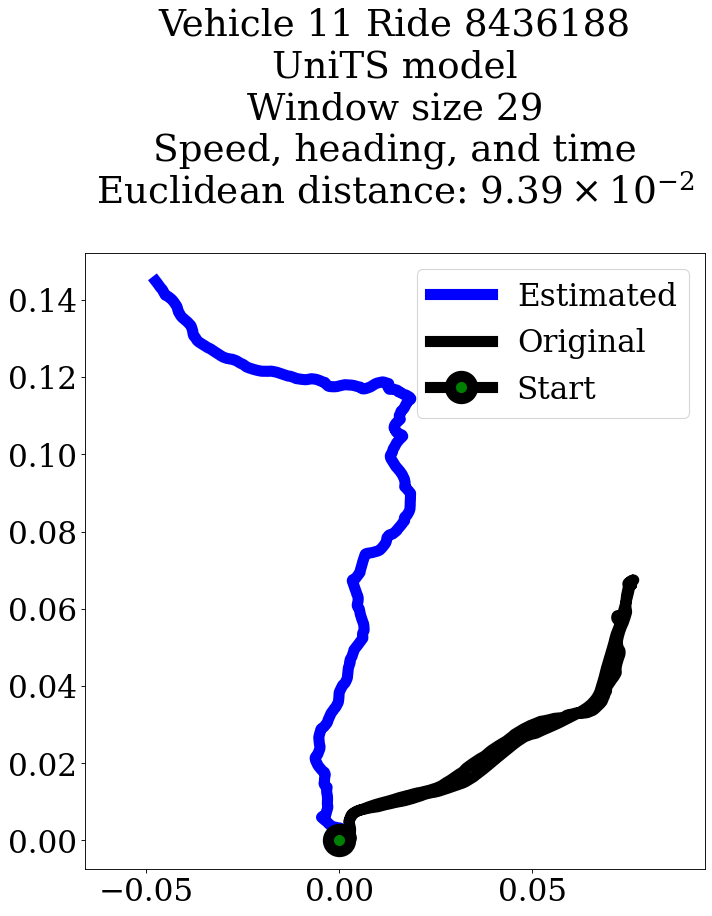 Vehicle 11 Ride 8436188
UniTS model
Window size 29
Speed, heading, and time
Euclidean distance: 9.39 × 10⁻²
Estimated
Original
Start
0.14
0.12
0.10
0.08
0.06
0.04
0.02
0.00
−0.05 0.00 0.05